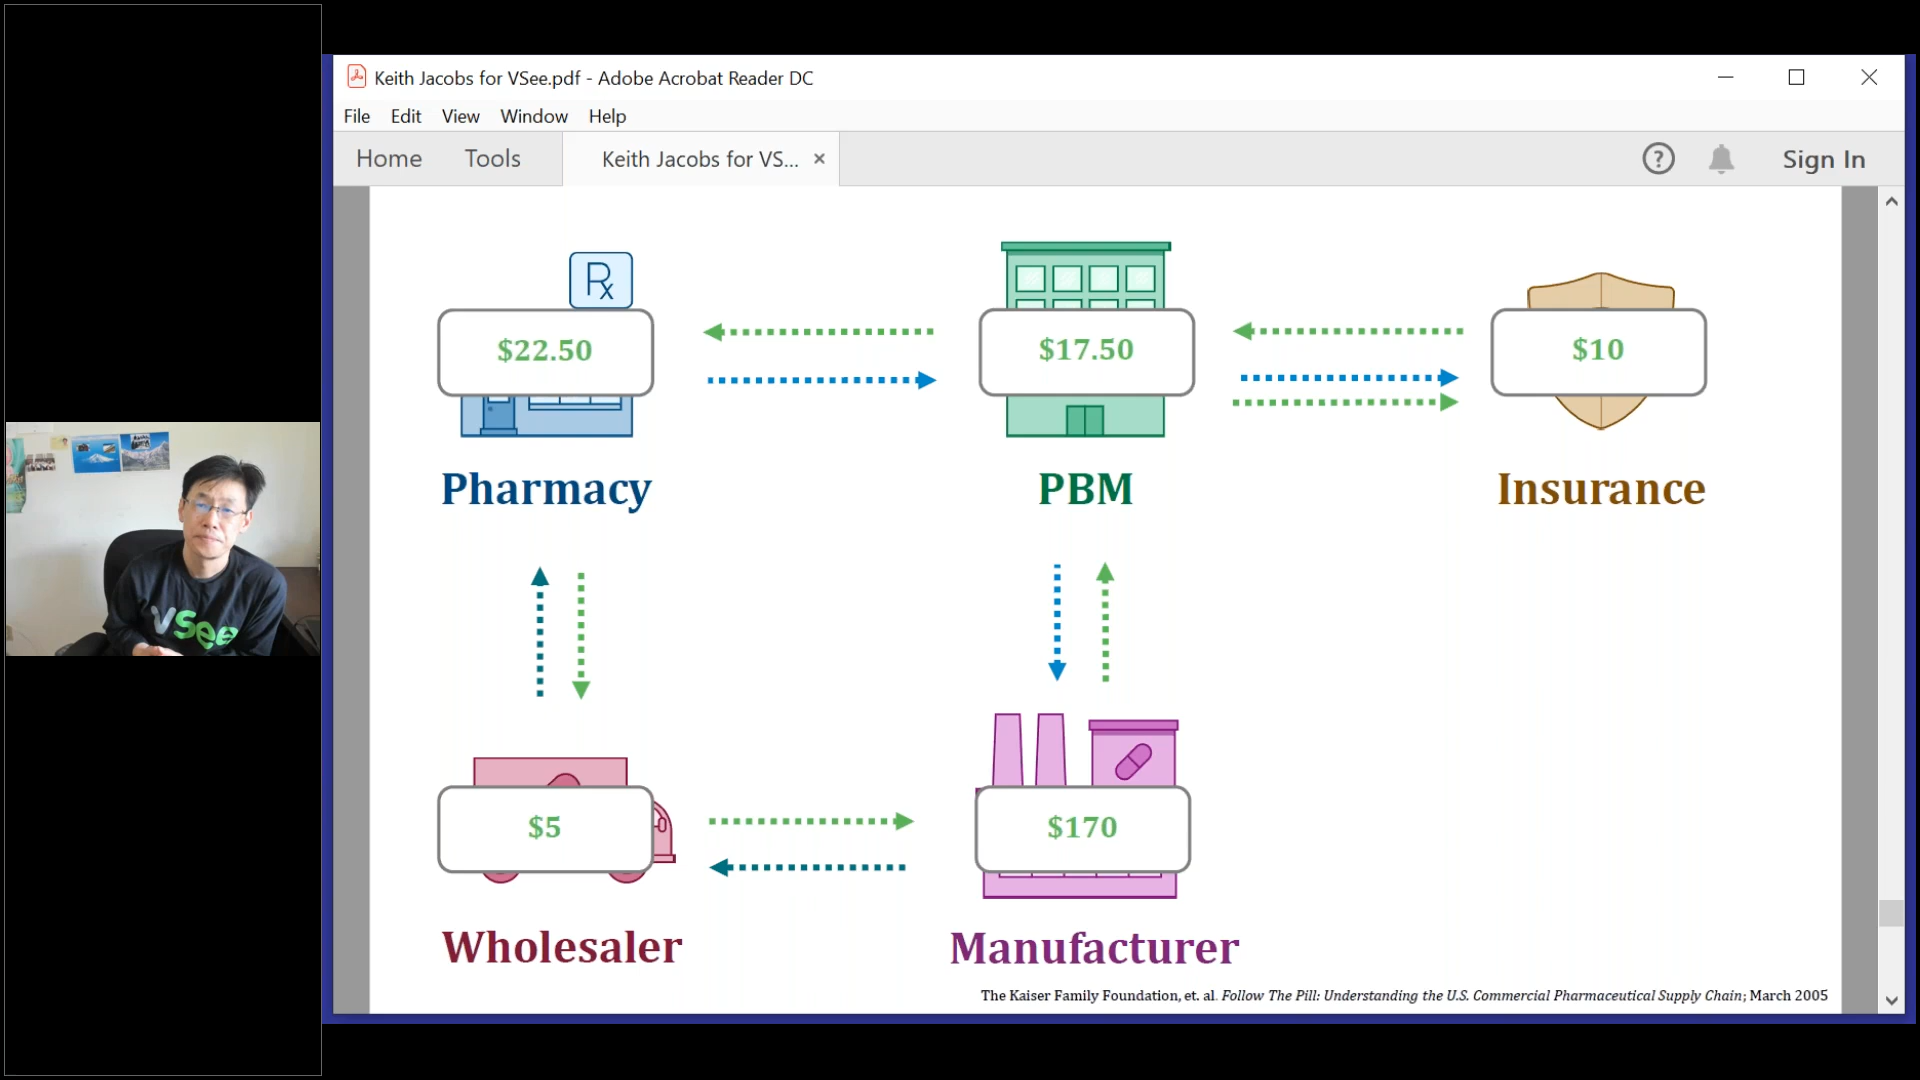 Keith Jacobs for VSee.pdf - Adobe Acrobat Reader DC
File Edit View Window Help
Home Tools Keith Jacobs for VS... Sign In
Rx
$22.50 $17.50 $10
Pharmacy PBM Insurance
vsee
$5 $170
Wholesaler Manufacturer
The Kaiser Family Foundation, et. al. Follow The Pill: Understanding the U.S. Commercial Pharmaceutical Supply Chain; March 2005